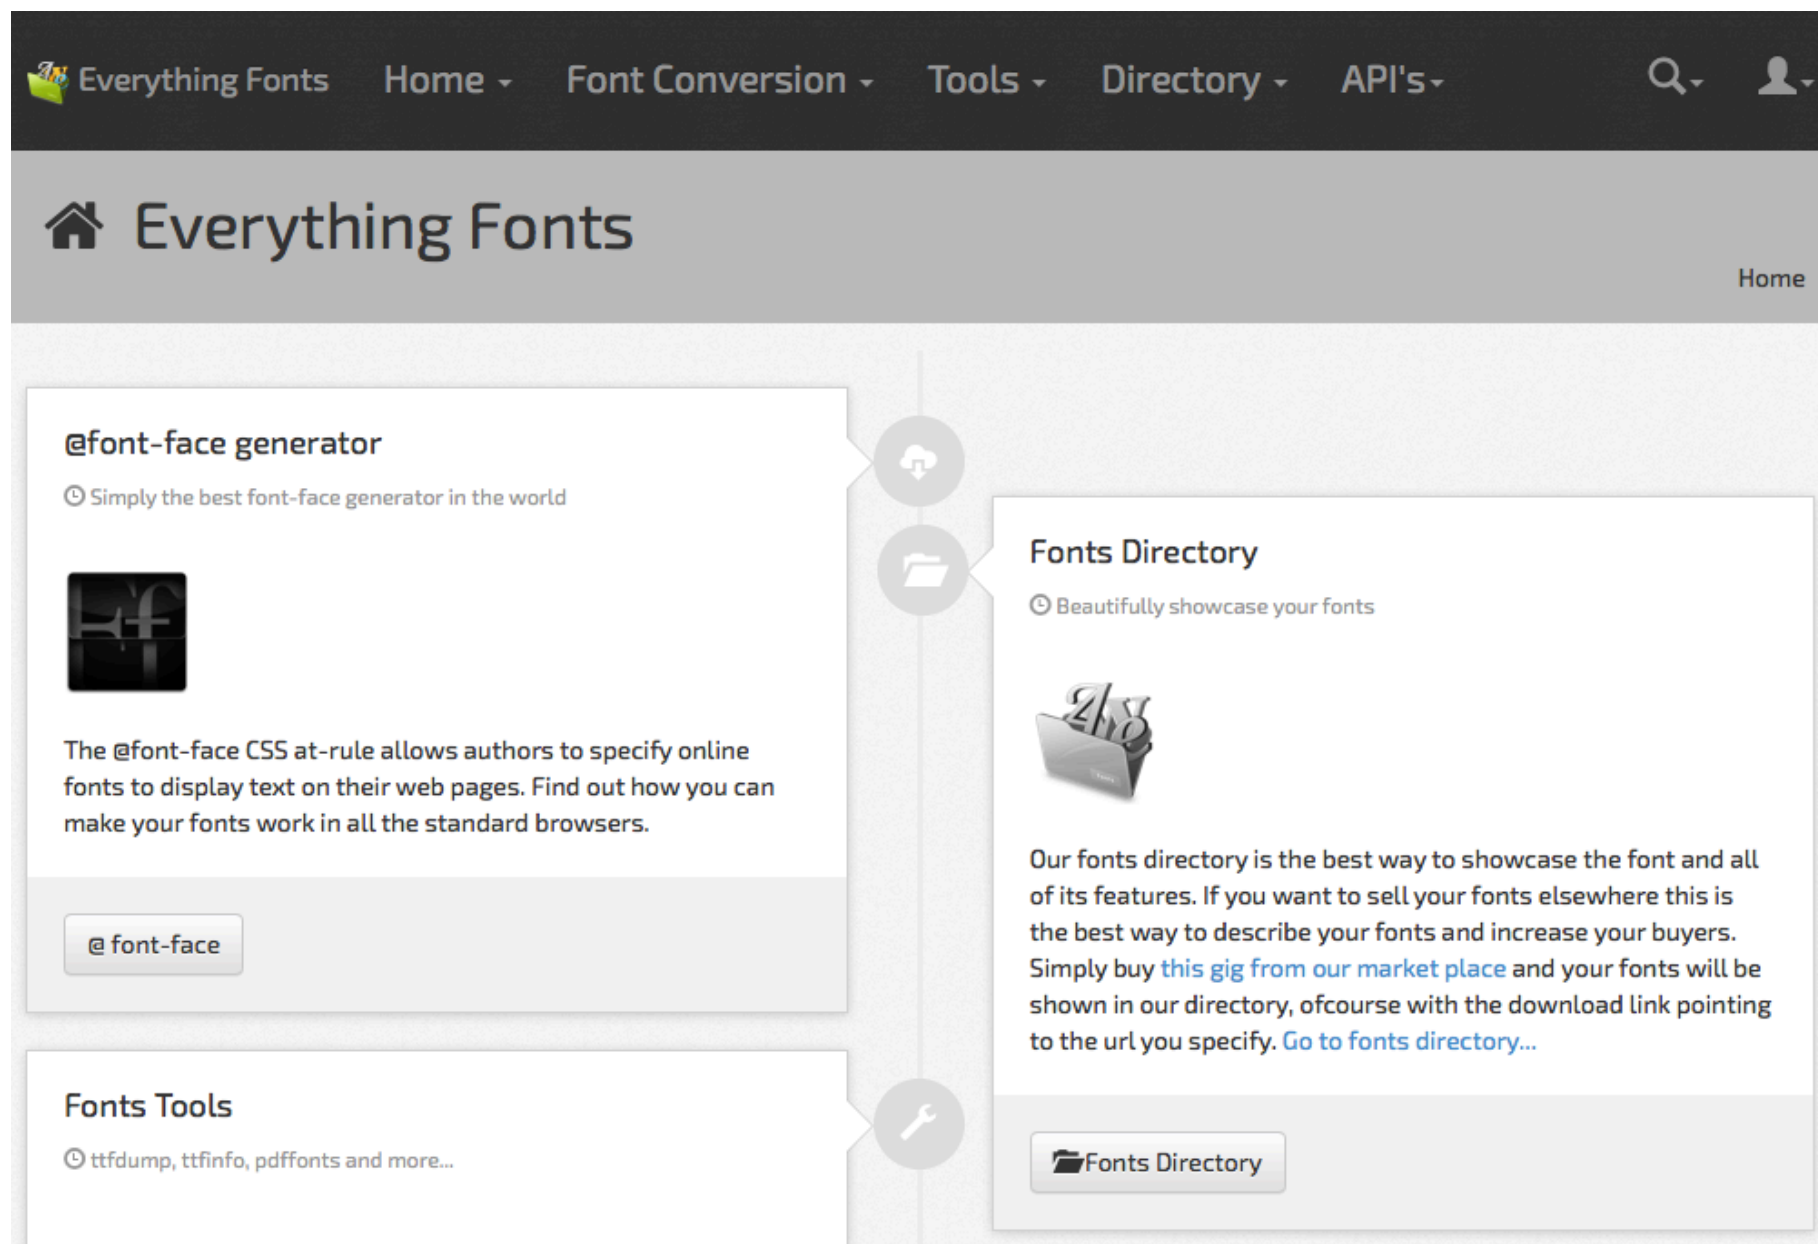 Everything Fonts Home Font Conversion Tools Directory API's
Everything Fonts
Home
@font-face generator
Simply the best font-face generator in the world
The @font-face CSS at-rule allows authors to specify online
fonts to display text on their web pages. Find out how you can
make your fonts work in all the standard browsers.
@ font-face
Fonts Directory
Beautifully showcase your fonts
Our fonts directory is the best way to showcase the font and all
of its features. If you want to sell your fonts elsewhere this is
the best way to describe your fonts and increase your buyers.
Simply buy this gig from our market place and your fonts will be
shown in our directory, ofcourse with the download link pointing
to the url you specify. Go to fonts directory...
Fonts Directory
Fonts Tools
ttfdump, ttfinfo, pdffonts and more...